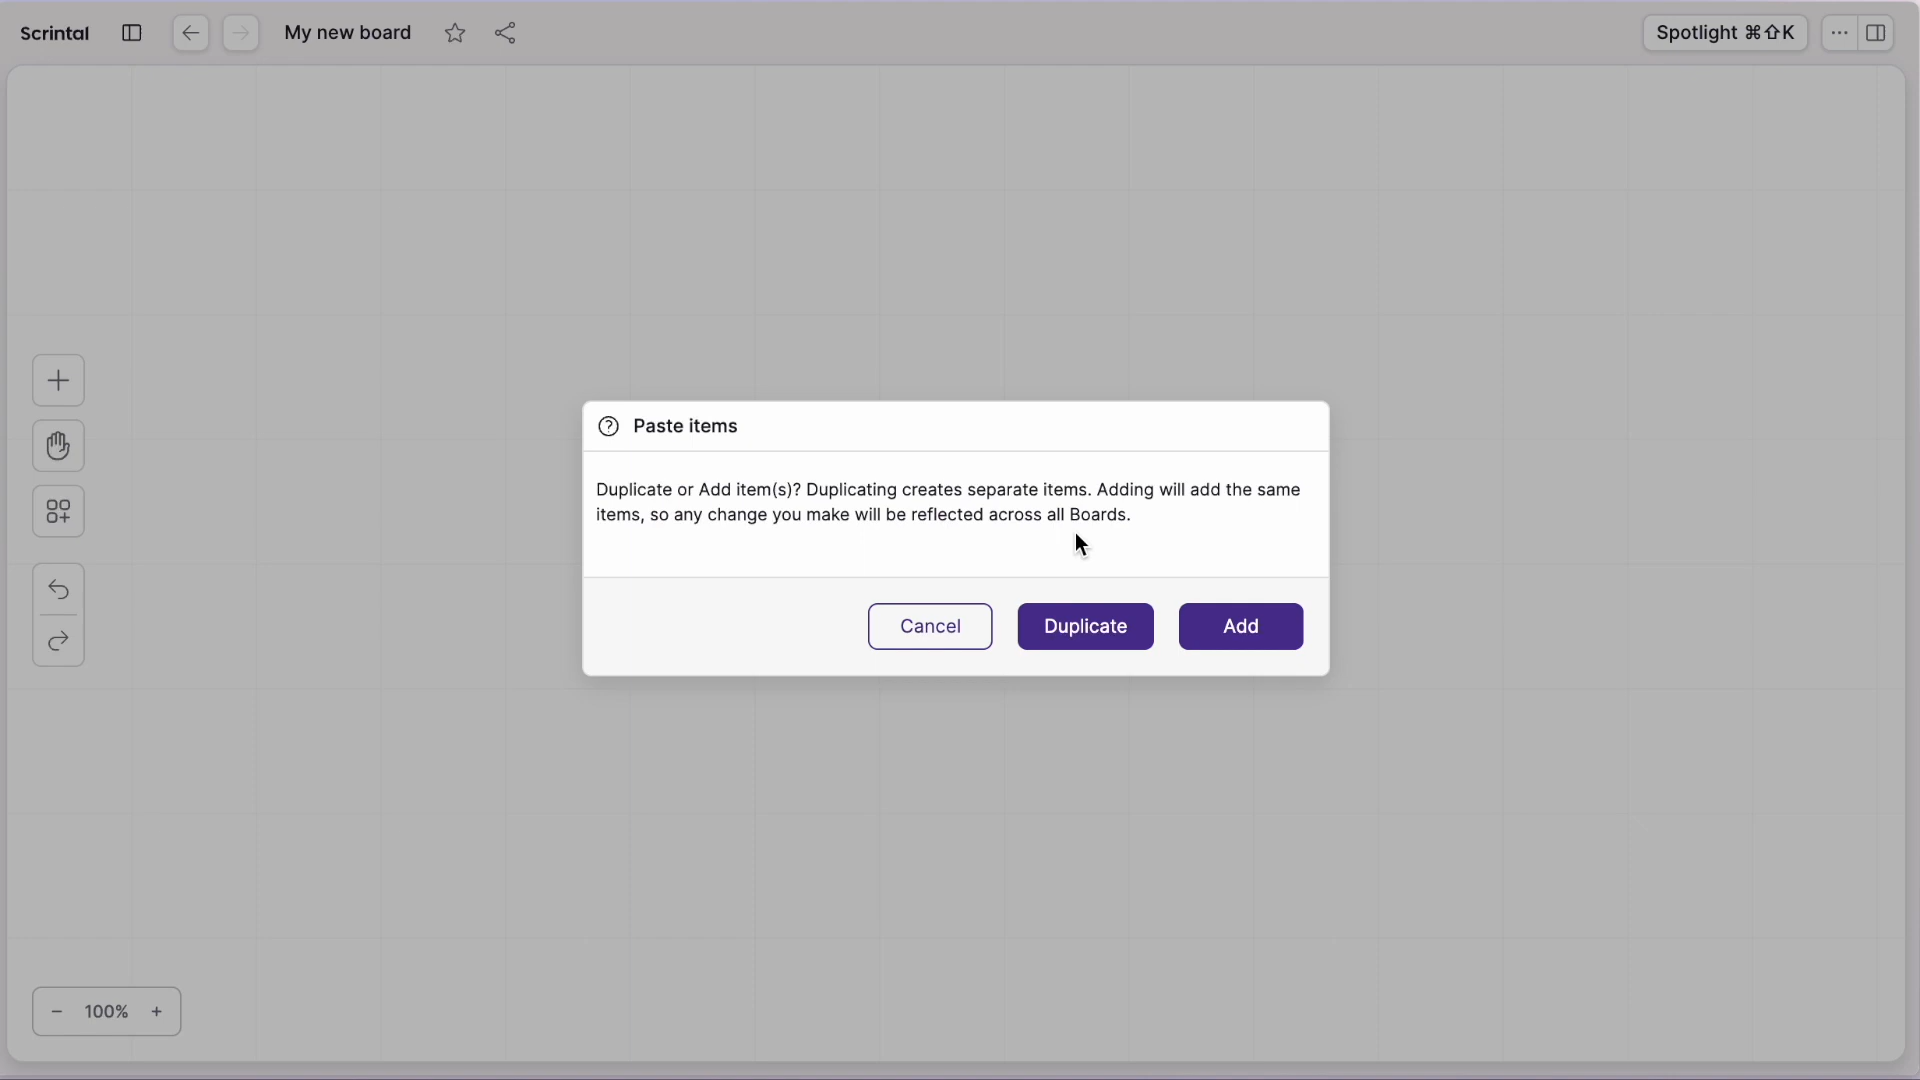 Scrintal
My new board
Spotlight ⌘⇧K
Paste items
Duplicate or Add item(s)? Duplicating creates separate items. Adding will add the same
items, so any change you make will be reflected across all Boards.
Cancel
Duplicate
Add
− 100% +